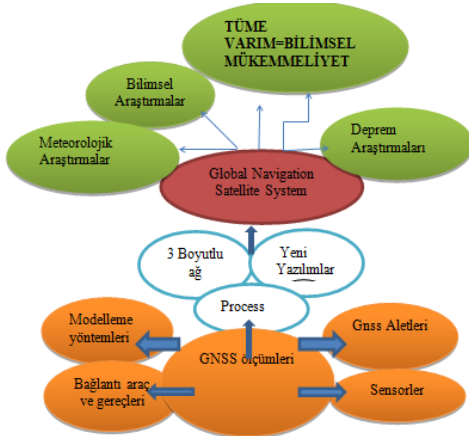 TÜME
VARIM=BİLİMSEL
MÜKEMMELİYET
Bilimsel
Araştırmalar
Meteorolojik
Araştırmalar
Deprem
Araştırmaları
Global Navigation
Satellite System
3 Boyutlu
ağ
Yeni
Yazılımlar
Process
Modelleme
yöntemleri
GNSS ölçümleri
Gnss Aletleri
Bağlantı araç
ve gereçleri
Sensorler